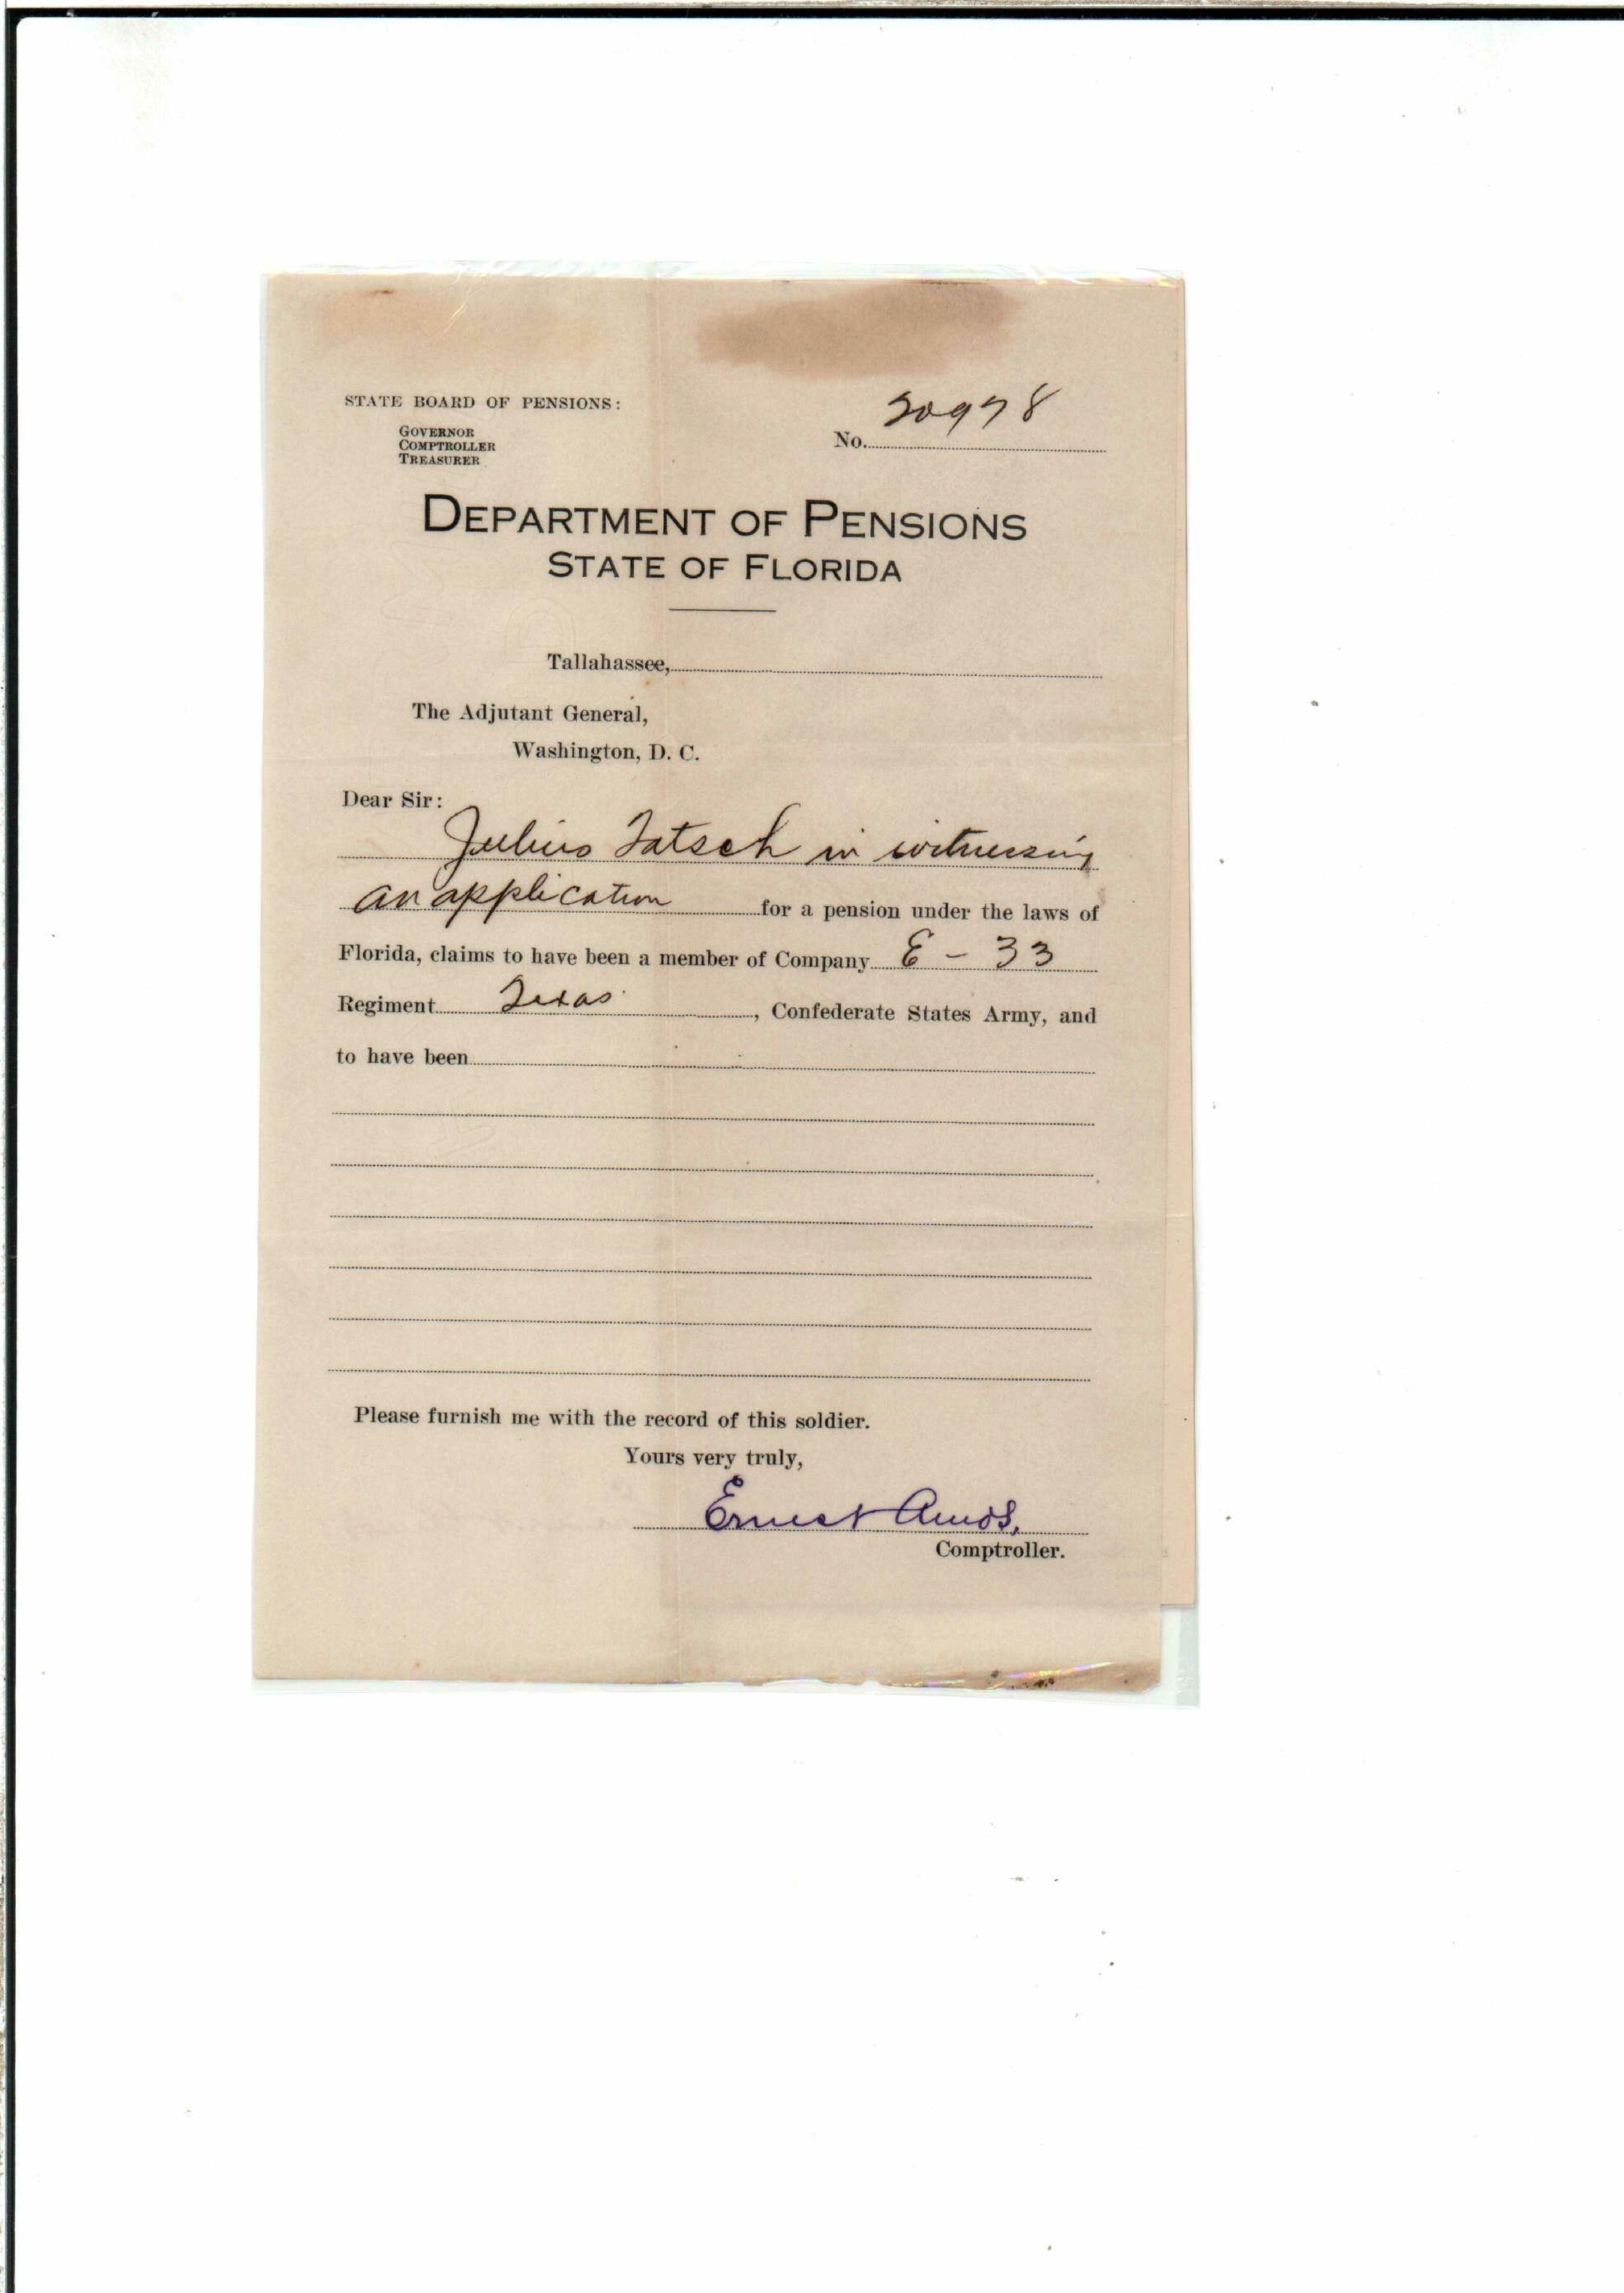 STATE BOARD OF PENSIONS:
GOVERNOR
COMPTROLLER
TREASURER
No. 20978
DEPARTMENT OF PENSIONS
STATE OF FLORIDA
Tallahassee,
The Adjutant General,
Washington, D. C.
Dear Sir:
Julius Tatsch in witnessing
an application for a pension under the laws of
Florida, claims to have been a member of Company E - 33
Regiment Texas, Confederate States Army, and
to have been
Please furnish me with the record of this soldier.
Yours very truly,
Ernest Amos,
Comptroller.